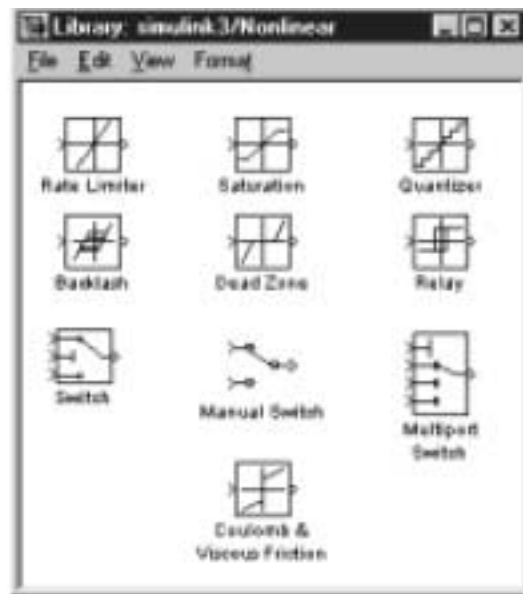 Library: simulink3/Nonlinear
File Edit View Format
Rate Limiter
Saturation
Quantizer
Backlash
Dead Zone
Relay
Switch
Manual Switch
Multiport
Switch
Coulomb &
Viscous Friction